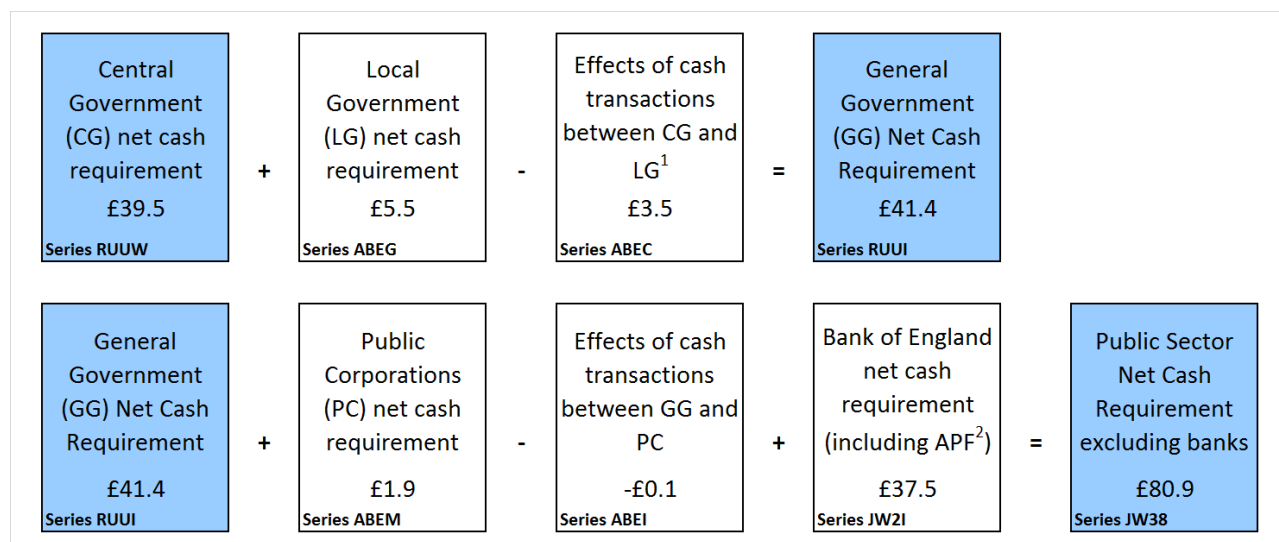 Central
Government
(CG) net cash
requirement
£39.5
Series RUUW
+
Local
Government
(LG) net cash
requirement
£5.5
Series ABEG
-
Effects of cash
transactions
between CG and
LG1
£3.5
Series ABEC
=
General
Government
(GG) Net Cash
Requirement
£41.4
Series RUUI
General
Government
(GG) Net Cash
Requirement
£41.4
Series RUUI
+
Public
Corporations
(PC) net cash
requirement
£1.9
Series ABEM
-
Effects of cash
transactions
between GG and
PC
-£0.1
Series ABEI
+
Bank of England
net cash
requirement
(including APF2)
£37.5
Series JW2I
=
Public Sector
Net Cash
Requirement
excluding banks
£80.9
Series JW38